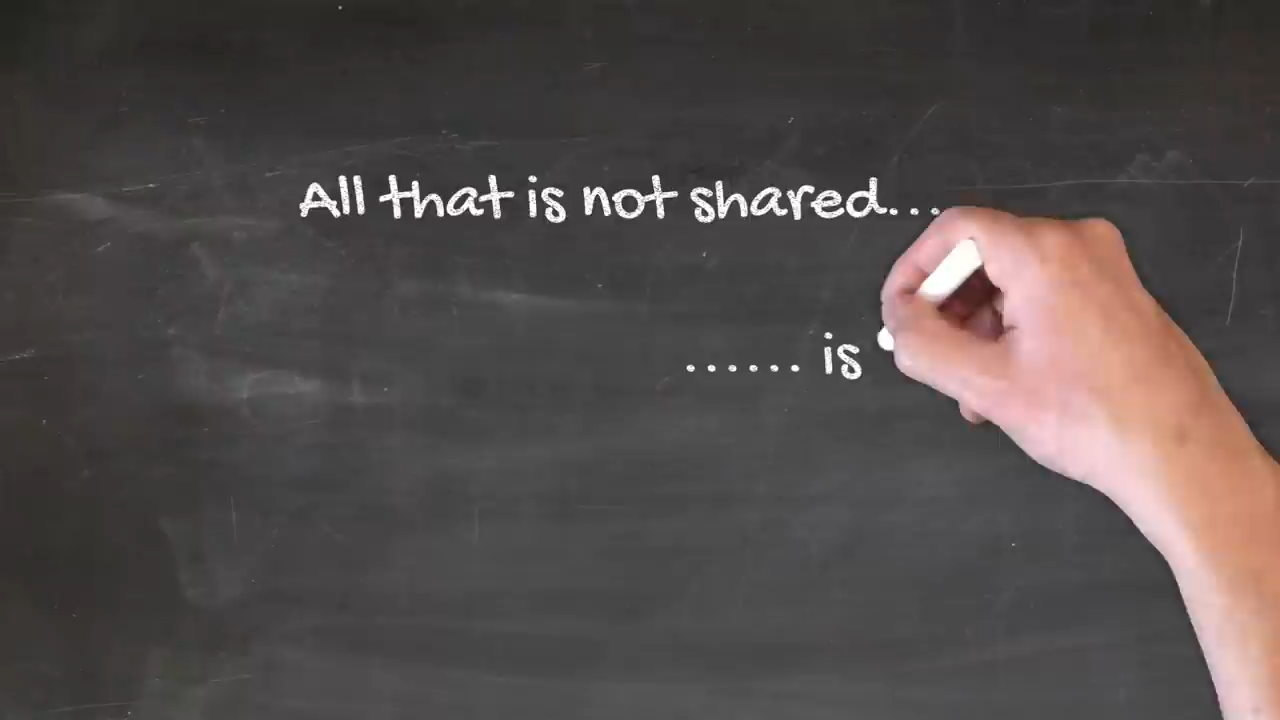 All that is not shared...
...... is